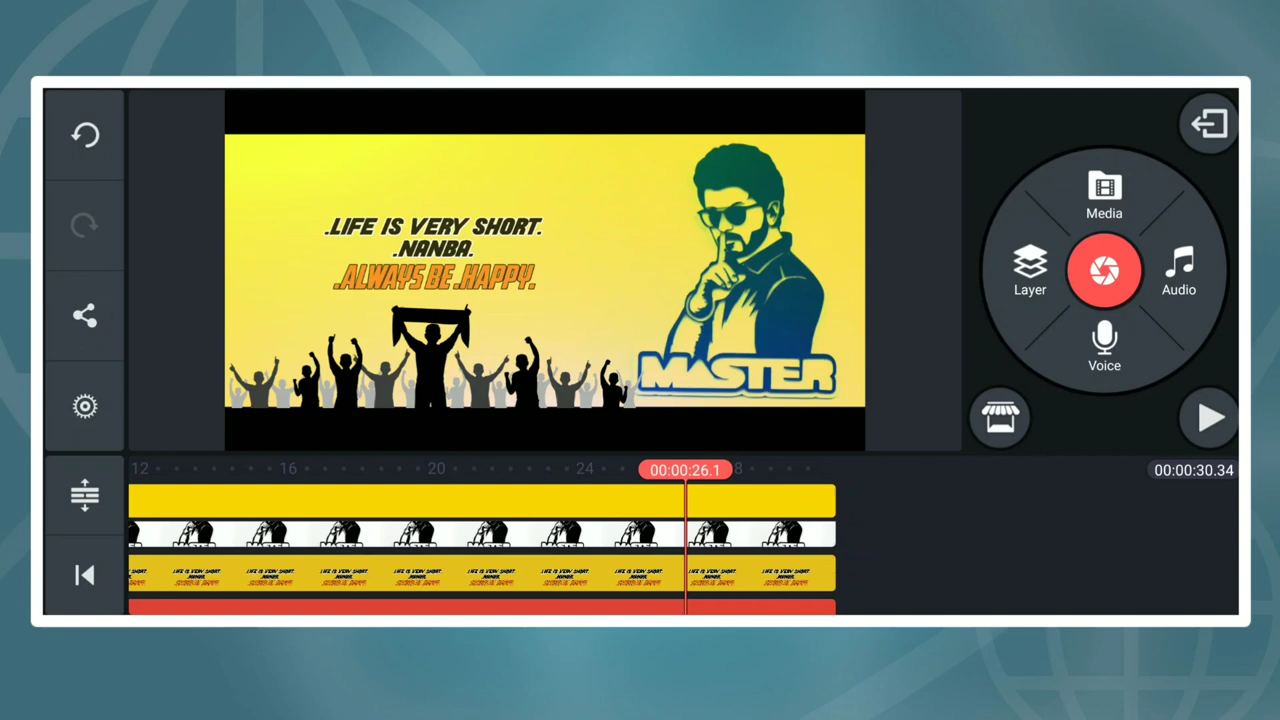 .LIFE IS VERY SHORT.
.NANBA.
.ALWAYS BE .HAPPY.
MASTER
Media
Layer
Audio
Voice
12
16
20
24
00:00:26.1
8
00:00:30.34